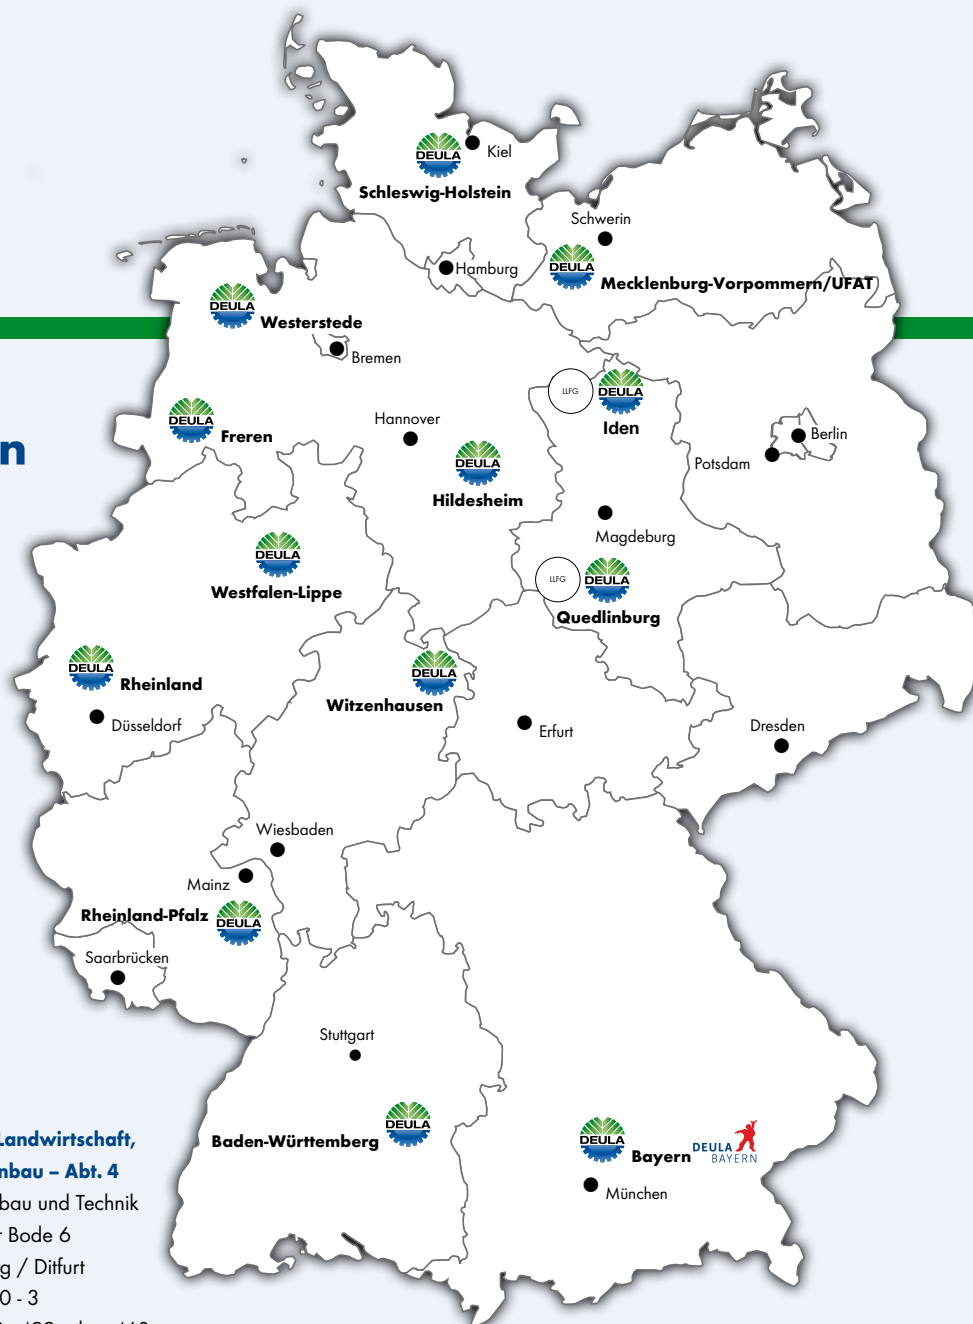 DEULA
Kiel
Schleswig-Holstein
Schwerin
Hamburg
DEULA
Mecklenburg-Vorpommern/UFAT
DEULA
Westerstede
Bremen
LLFG
DEULA
Iden
DEULA
Freren
Hannover
Berlin
Potsdam
n
DEULA
Hildesheim
Magdeburg
DEULA
Westfalen-Lippe
LLFG
DEULA
Quedlinburg
DEULA
Rheinland
DEULA
Witzenhausen
Düsseldorf
Erfurt
Dresden
Wiesbaden
Mainz
Rheinland-Pfalz
DEULA
Saarbrücken
Stuttgart
Baden-Württemberg
DEULA
DEULA
Bayern
DEULA
BAYERN
München
Landwirtschaft,
nbau – Abt. 4
bau und Technik
r Bode 6
g / Ditfurt
0 - 3